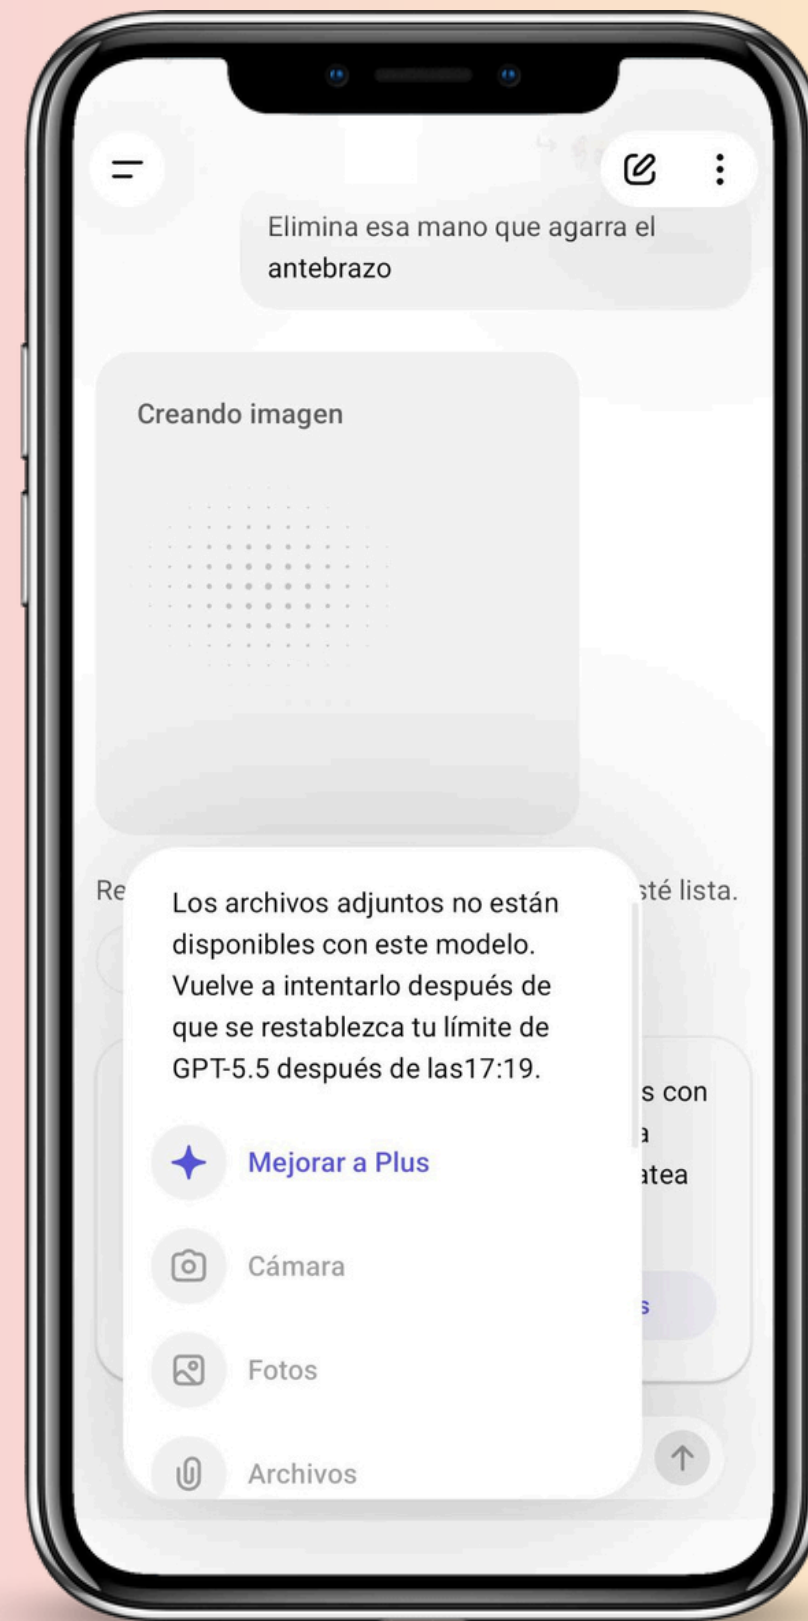 Elimina esa mano que agarra el
antebrazo
Creando imagen
Re
sté lista.
Los archivos adjuntos no están
disponibles con este modelo.
Vuelve a intentarlo después de
que se restablezca tu límite de
GPT-5.5 después de las17:19.
s con
a
atea
Mejorar a Plus
Cámara
s
Fotos
Archivos